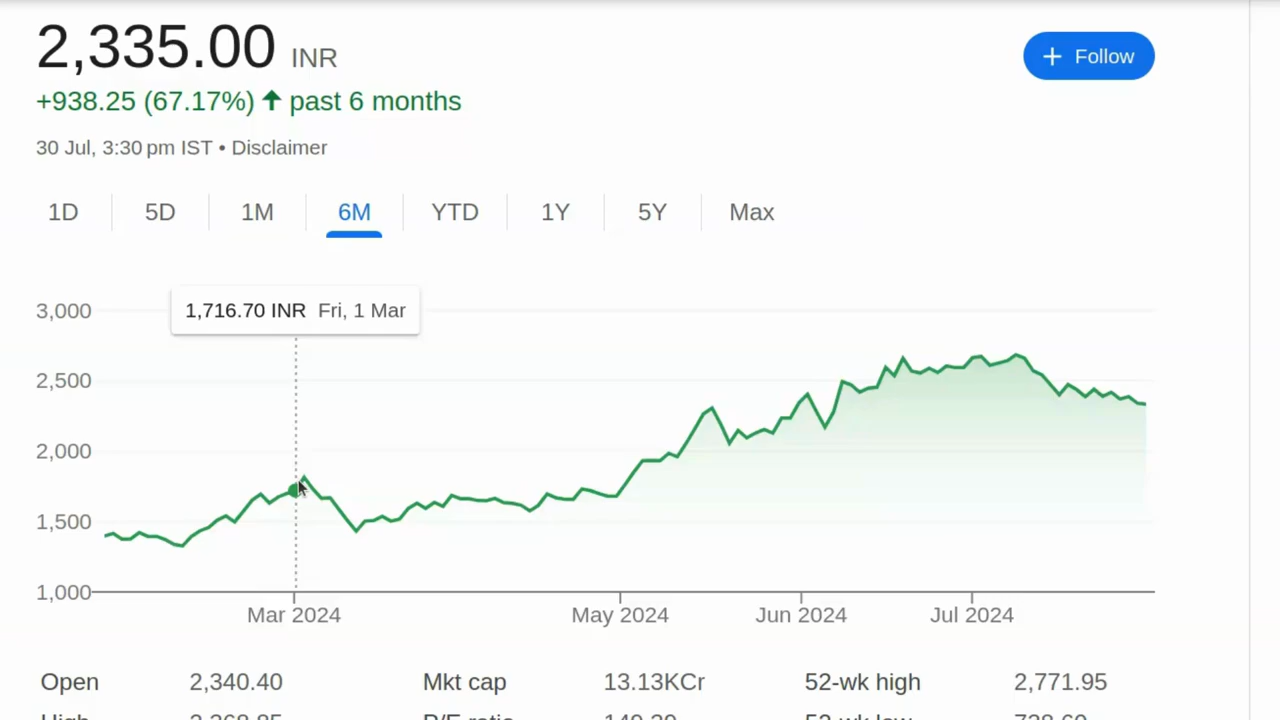 2,335.00 INR
+ Follow
+938.25 (67.17%) ↑ past 6 months
30 Jul, 3:30 pm IST • Disclaimer
1D 5D 1M 6M YTD 1Y 5Y Max
1,716.70 INR Fri, 1 Mar
3,000
2,500
2,000
1,500
1,000
Mar 2024 May 2024 Jun 2024 Jul 2024
Open 2,340.40 Mkt cap 13.13KCr 52-wk high 2,771.95